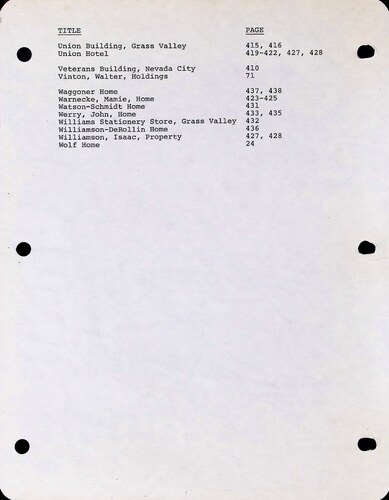 TITLE PAGE
Union Building, Grass Valley 415, 416
Union Hotel 419-422, 427, 428
Veterans Building, Nevada City 410
Vinton, Walter, Holdings 71
Waggoner Home 437, 438
Warnecke, Mamie, Home 423-425
Watson-Schmidt Home 431
Werry, John, Home 433, 435
Williams Stationery Store, Grass Valley 432
Williamson-DeRollin Home 436
Williamson, Isaac, Property 427, 428
Wolf Home 24